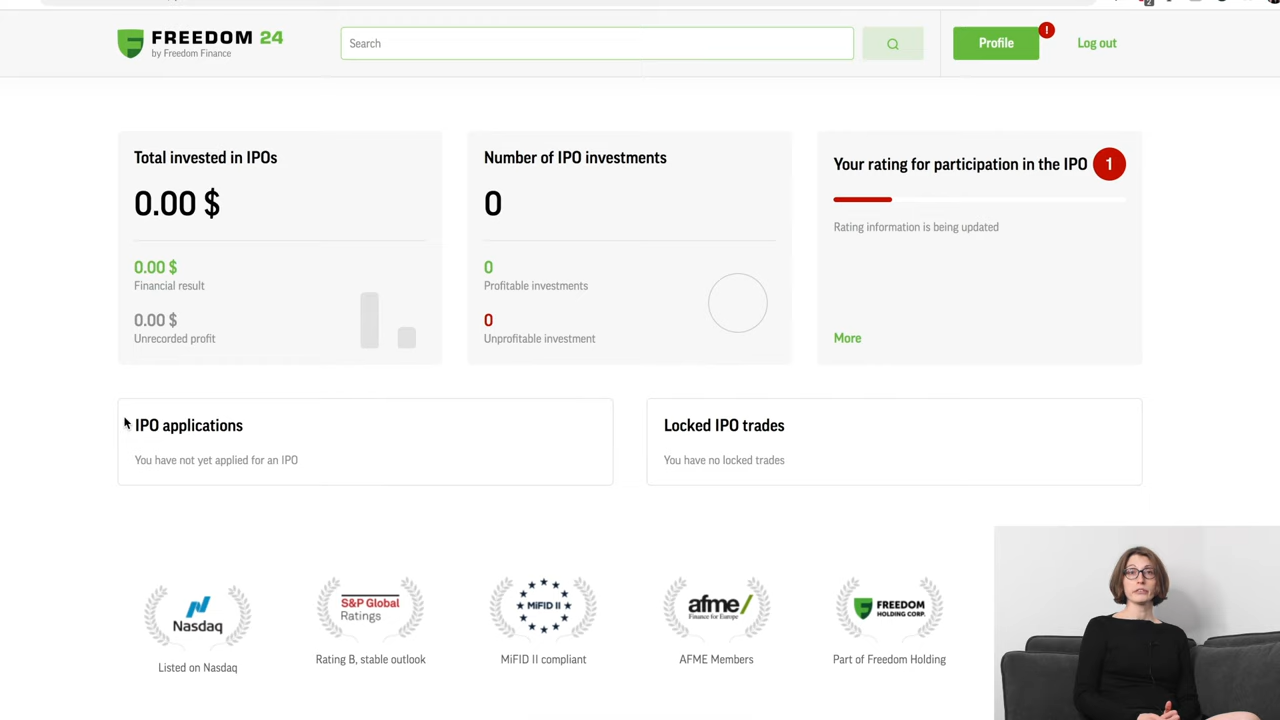 FREEDOM 24
by Freedom Finance
Search
Profile
!
Log out
Total invested in IPOs
0.00 $
0.00 $
Financial result
0.00 $
Unrecorded profit
Number of IPO investments
0
0
Profitable investments
0
Unprofitable investment
Your rating for participation in the IPO
1
Rating information is being updated
More
IPO applications
You have not yet applied for an IPO
Locked IPO trades
You have no locked trades
Nasdaq
Listed on Nasdaq
S&P Global
Ratings
Rating B, stable outlook
MiFID II
MiFID II compliant
afme/
Finance for Europe
AFME Members
FREEDOM
HOLDING CORP.
Part of Freedom Holding